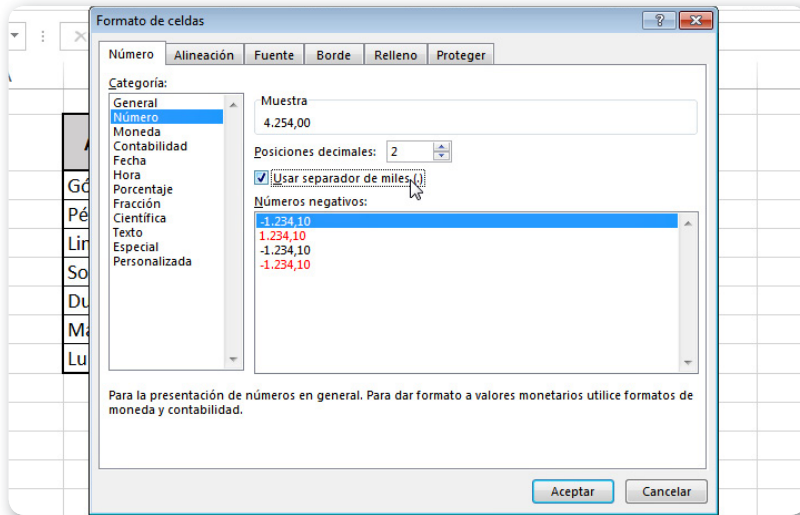 Formato de celdas
Número Alineación Fuente Borde Relleno Proteger
Categoría:
General
Número
Moneda
Contabilidad
Fecha
Hora
Porcentaje
Fracción
Científica
Texto
Especial
Personalizada
Muestra
4.254,00
Posiciones decimales: 2
Usar separador de miles (.)
Números negativos:
-1.234,10
1.234,10
-1.234,10
-1.234,10
Para la presentación de números en general. Para dar formato a valores monetarios utilice formatos de
moneda y contabilidad.
Aceptar Cancelar
Gó
Pé
Lin
So
Du
Ma
Lu